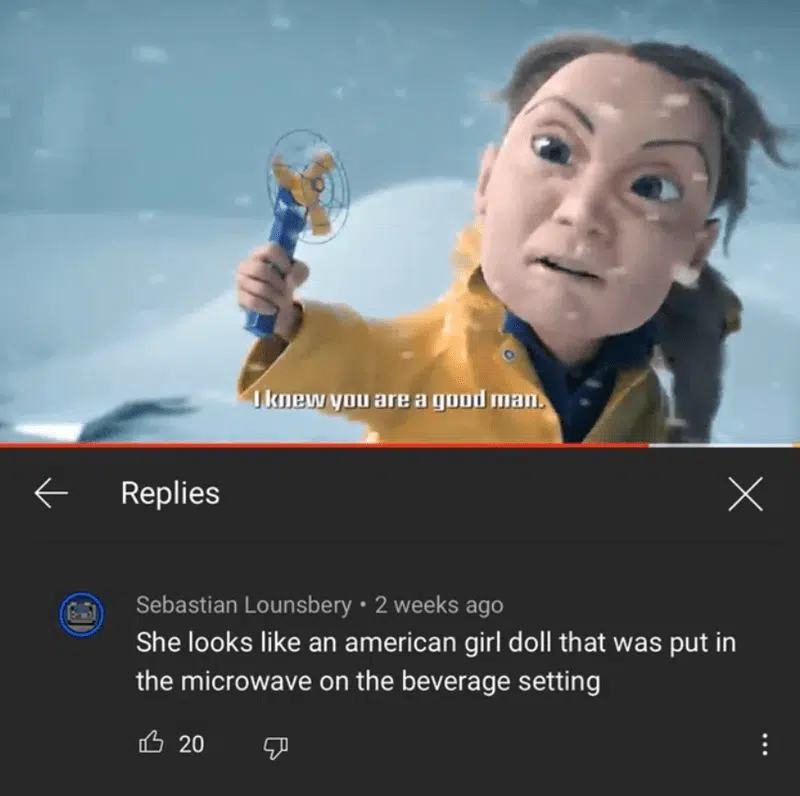 I knew you are a good man.
Replies
Sebastian Lounsbery • 2 weeks ago
She looks like an american girl doll that was put in
the microwave on the beverage setting
20